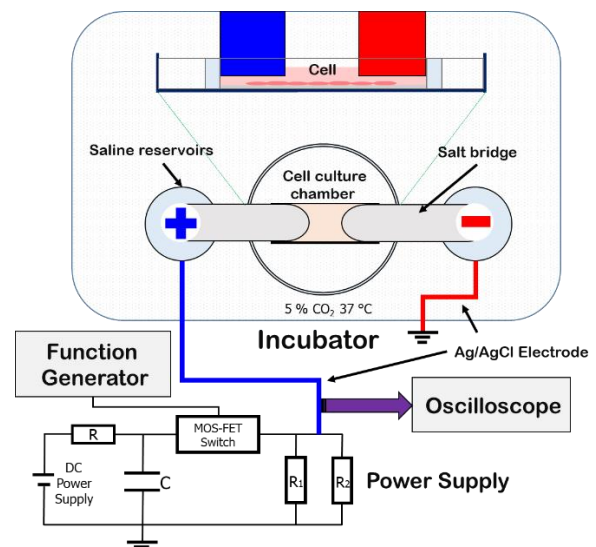 Cell
Saline reservoirs
Salt bridge
Cell culture
chamber
+
−
5 % CO₂ 37 °C
Incubator
Ag/AgCl Electrode
Function
Generator
Oscilloscope
MOS-FET
Switch
R
DC
Power
Supply
C
R₁
R₂
Power Supply